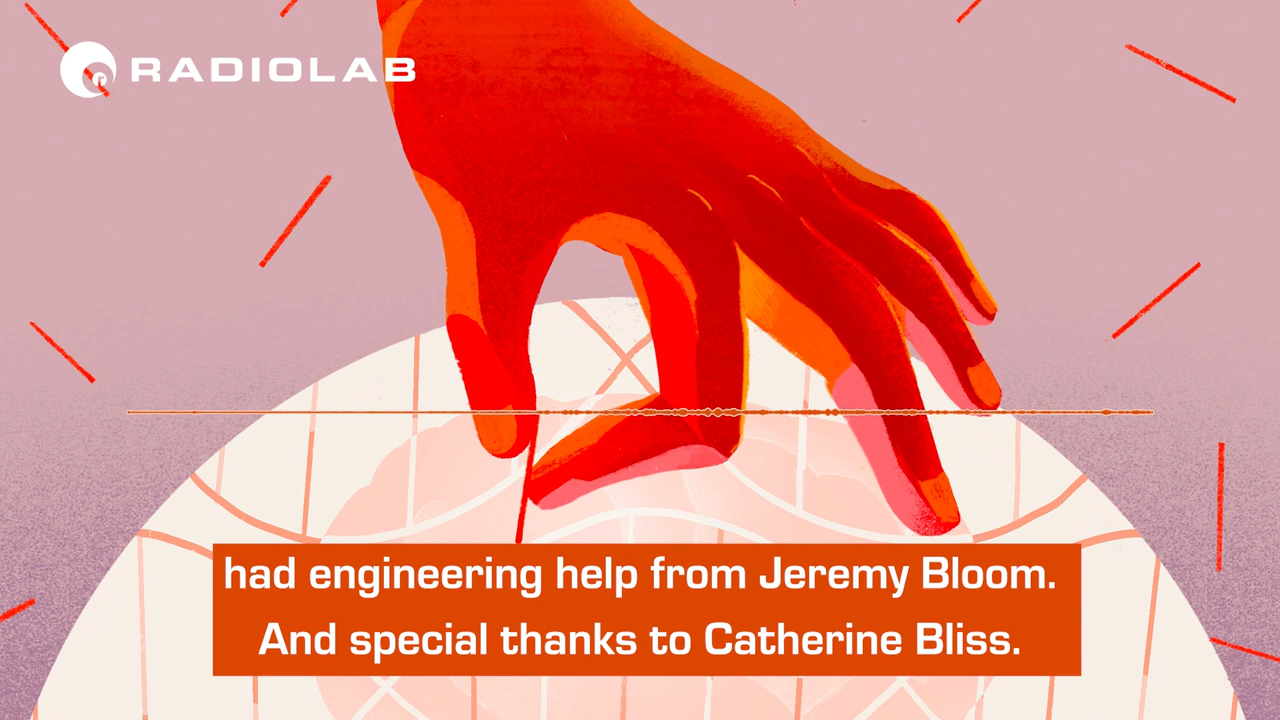 RADIOLAB
had engineering help from Jeremy Bloom.
And special thanks to Catherine Bliss.